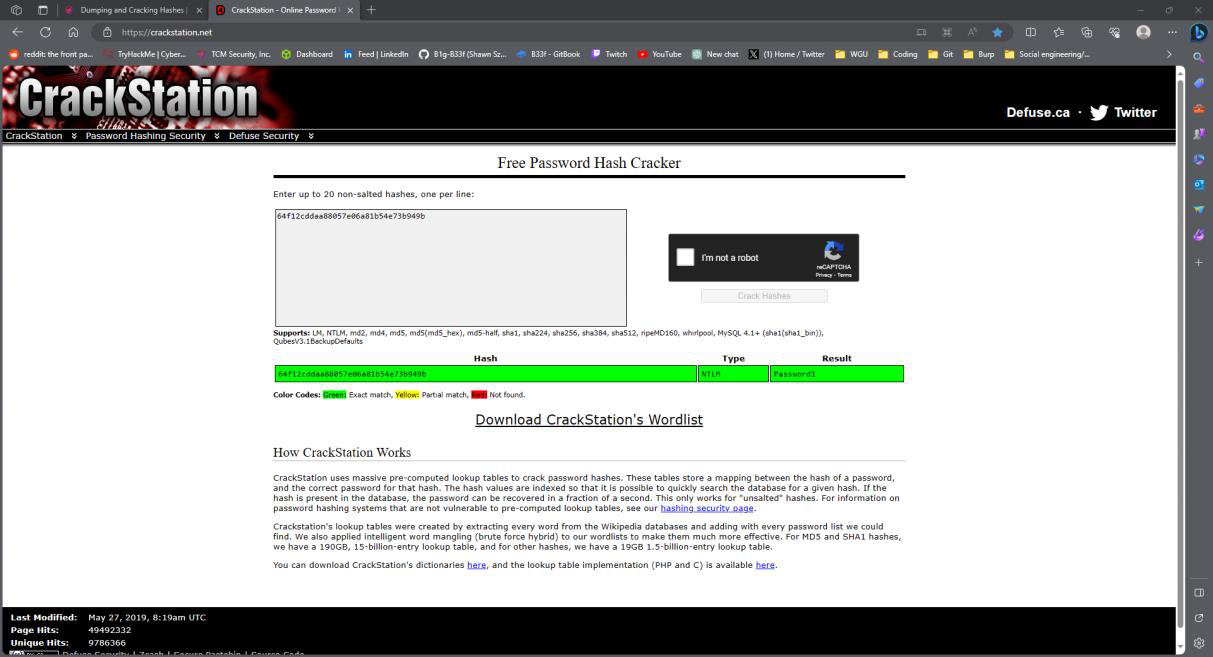 Dumping and Cracking Hashes |
CrackStation - Online Password
https://crackstation.net
reddit: the front pa... TryHackMe | Cyber... TCM Security, Inc. Dashboard Feed | LinkedIn B1g-B33f (Shawn Sz... B33f - GitBook Twitch YouTube New chat (1) Home / Twitter WGU Coding Git Burp Social engineering/...
CrackStation
Defuse.ca · Twitter
CrackStation Password Hashing Security Defuse Security
Free Password Hash Cracker
Enter up to 20 non-salted hashes, one per line:
64f12cddaa88057e06a81b54e73b949b
I'm not a robot
reCAPTCHA
Privacy - Terms
Crack Hashes
Supports: LM, NTLM, md2, md4, md5, md5(md5_hex), md5-half, sha1, sha224, sha256, sha384, sha512, ripeMD160, whirlpool, MySQL 4.1+ (sha1(sha1_bin)),
QubesV3.1BackupDefaults
Hash Type Result
64f12cddaa88057e06a81b54e73b949b NTLM Password1
Color Codes: Green: Exact match, Yellow: Partial match, Red: Not found.
Download CrackStation's Wordlist
How CrackStation Works
CrackStation uses massive pre-computed lookup tables to crack password hashes. These tables store a mapping between the hash of a password,
and the correct password for that hash. The hash values are indexed so that it is possible to quickly search the database for a given hash. If the
hash is present in the database, the password can be recovered in a fraction of a second. This only works for "unsalted" hashes. For information on
password hashing systems that are not vulnerable to pre-computed lookup tables, see our hashing security page.
Crackstation's lookup tables were created by extracting every word from the Wikipedia databases and adding with every password list we could
find. We also applied intelligent word mangling (brute force hybrid) to our wordlists to make them much more effective. For MD5 and SHA1 hashes,
we have a 190GB, 15-billion-entry lookup table, and for other hashes, we have a 19GB 1.5-billion-entry lookup table.
You can download CrackStation's dictionaries here, and the lookup table implementation (PHP and C) is available here.
Last Modified: May 27, 2019, 8:19am UTC
Page Hits: 49492332
Unique Hits: 9786366
Defuse Security | Zcash | Secure Pastebin | Source Code